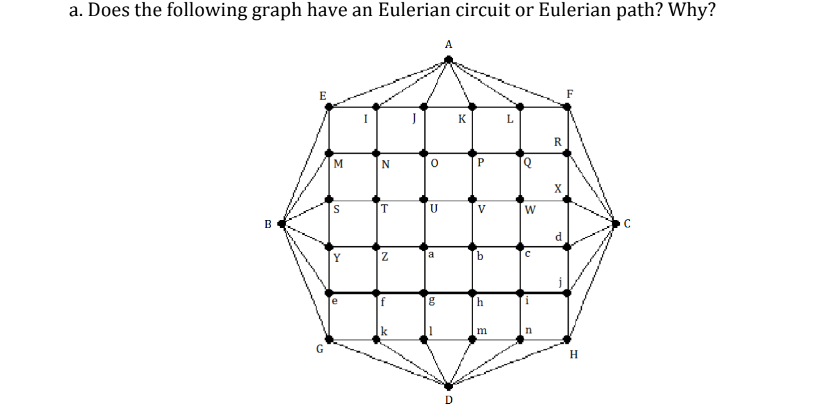 a. Does the following graph have an Eulerian circuit or Eulerian path? Why?
A
E F
I J K L
R
M N O P Q
X
S T U V W
B C
d
Y Z a b c
j
e f g h i
k l m n
G H
D